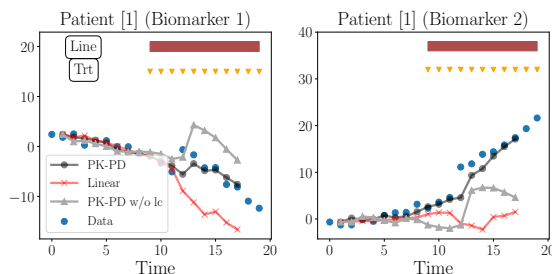 Patient [1] (Biomarker 1)
20
10
0
−10
Line
Trt
PK-PD
Linear
PK-PD w/o lc
Data
0
5
10
15
20
Time
Patient [1] (Biomarker 2)
40
30
20
10
0
0
5
10
15
20
Time